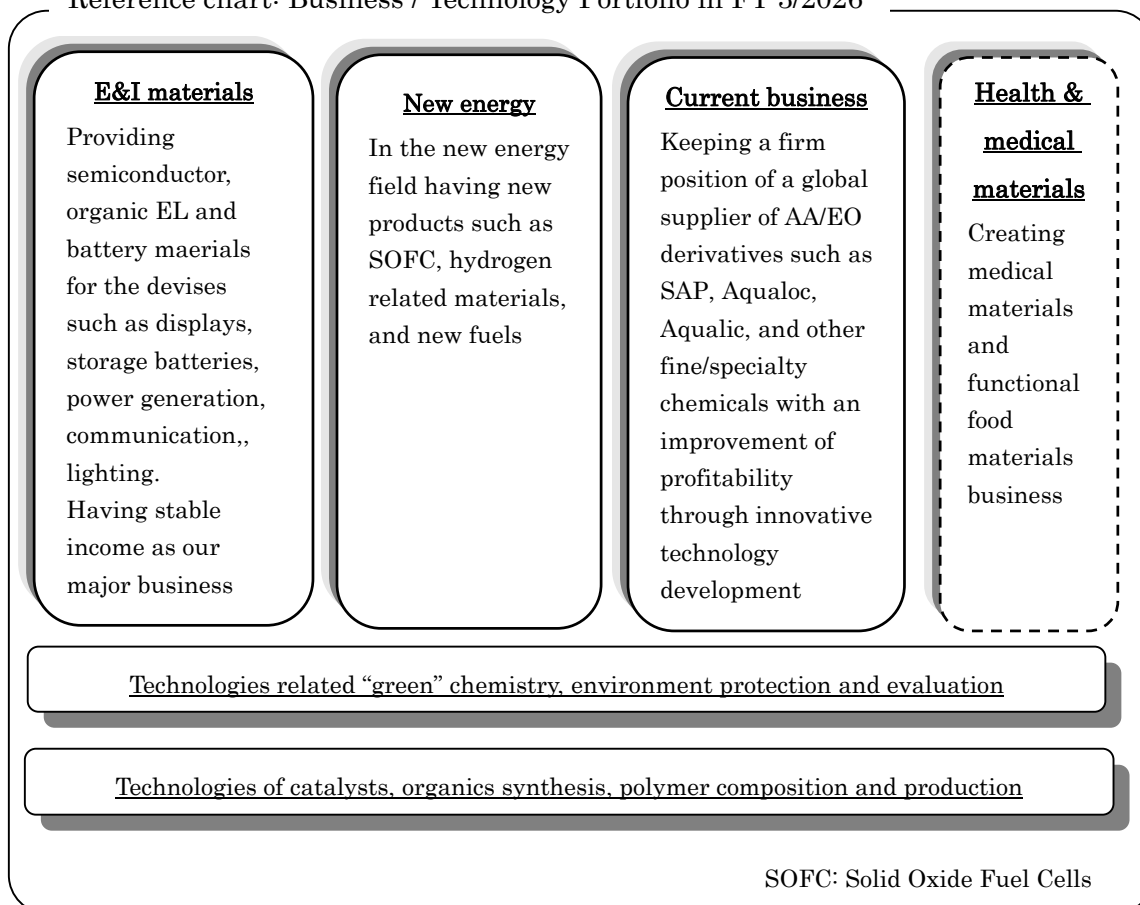 Reference chart: Business / Technology Portfolio in FY 3/2026
E&I materials
Providing
semiconductor,
organic EL and
battery maerials
for the devises
such as displays,
storage batteries,
power generation,
communication,,
lighting.
Having stable
income as our
major business
New energy
In the new energy
field having new
products such as
SOFC, hydrogen
related materials,
and new fuels
Current business
Keeping a firm
position of a global
supplier of AA/EO
derivatives such as
SAP, Aqualoc,
Aqualic, and other
fine/specialty
chemicals with an
improvement of
profitability
through innovative
technology
development
Health &
medical
materials
Creating
medical
materials
and
functional
food
materials
business
Technologies related “green” chemistry, environment protection and evaluation
Technologies of catalysts, organics synthesis, polymer composition and production
SOFC: Solid Oxide Fuel Cells